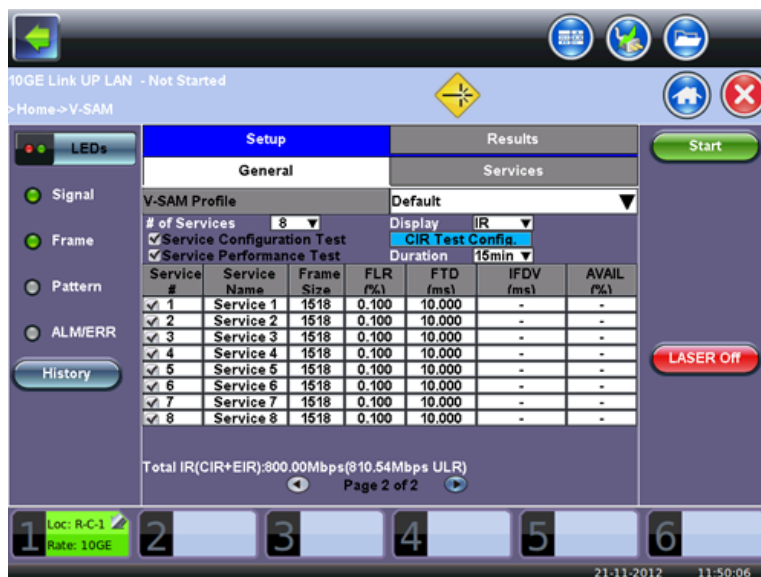 10GE Link UP LAN - Not Started
>Home->V-SAM
LEDs
Signal
Frame
Pattern
ALM/ERR
History
Setup Results
General Services
V-SAM Profile Default
# of Services 8 Display IR
Service Configuration Test CIR Test Config.
Service Performance Test Duration 15min
Service # Service Name Frame Size FLR (%) FTD (ms) IFDV (ms) AVAIL (%)
1 Service 1 1518 0.100 10.000 - -
2 Service 2 1518 0.100 10.000 - -
3 Service 3 1518 0.100 10.000 - -
4 Service 4 1518 0.100 10.000 - -
5 Service 5 1518 0.100 10.000 - -
6 Service 6 1518 0.100 10.000 - -
7 Service 7 1518 0.100 10.000 - -
8 Service 8 1518 0.100 10.000 - -
Total IR(CIR+EIR):800.00Mbps(810.54Mbps ULR)
Page 2 of 2
Start
LASER Off
1 Loc: R-C-1
Rate: 10GE
2 3 4 5 6
21-11-2012 11:50:06